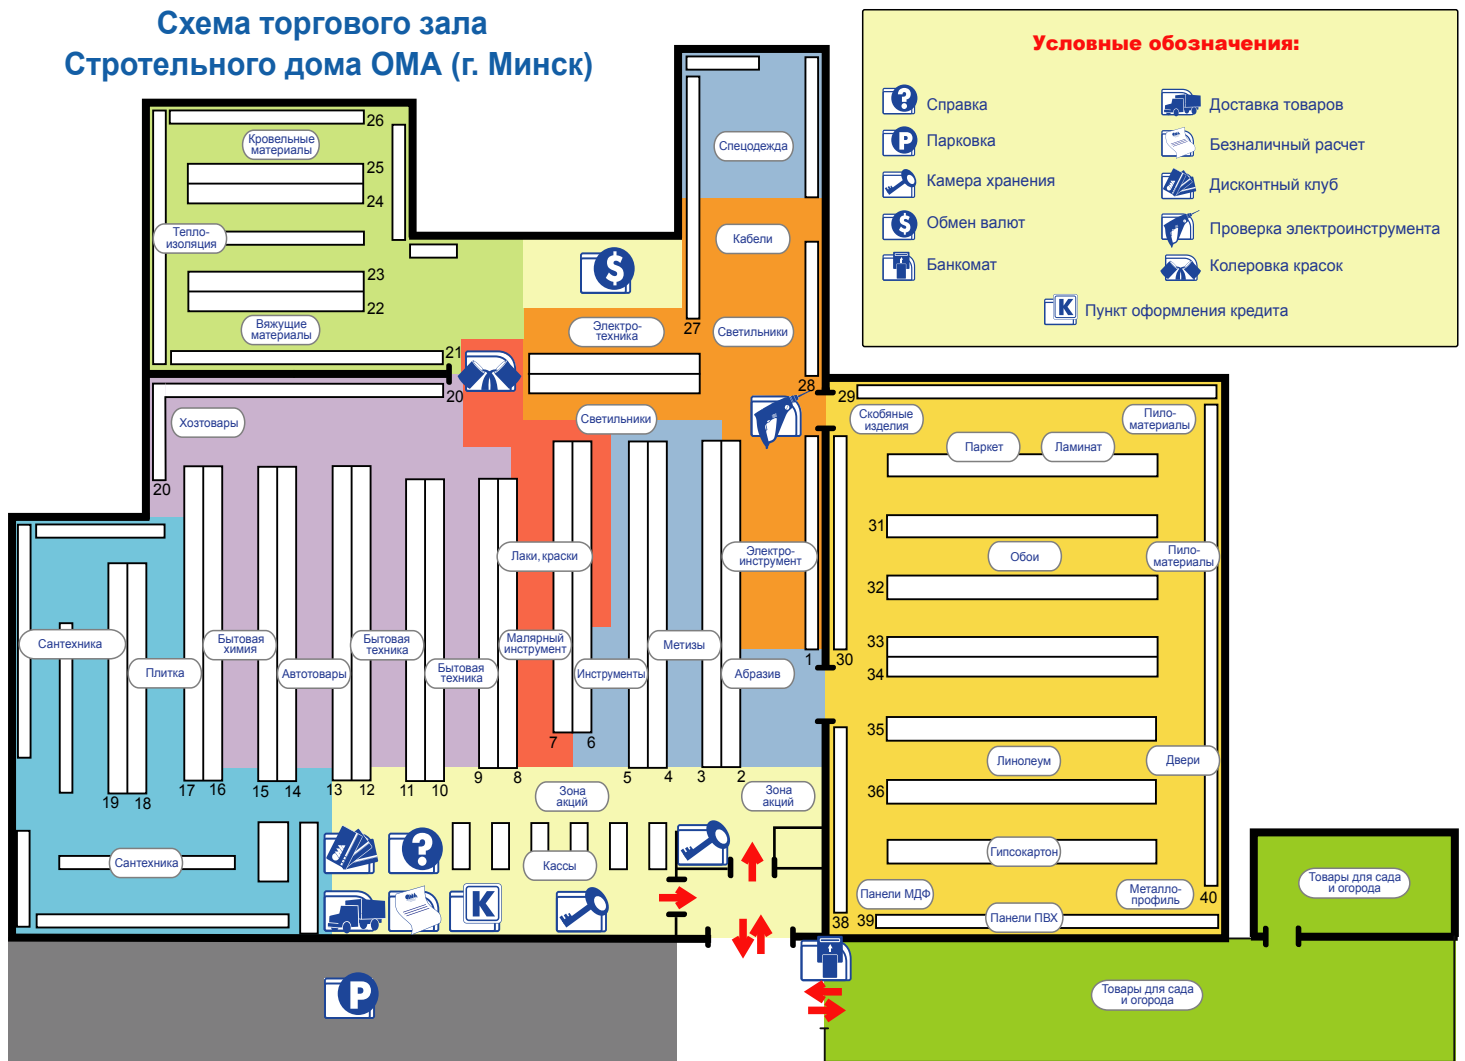 Схема торгового зала
Стротельного дома ОМА (г. Минск)
Условные обозначения:
Справка
Парковка
Камера хранения
Обмен валют
Банкомат
Доставка товаров
Безналичный расчет
Дисконтный клуб
Проверка электроинструмента
Колеровка красок
Пункт оформления кредита
26
Кровельные
материалы
25
24
Тепло-
изоляция
23
22
Вяжущие
материалы
21
20
Хозтовары
20
Спецодежда
Кабели
27
Светильники
Электро-
техника
28
Светильники
29
Скобяные
изделия
Пило-
материалы
Паркет
Ламинат
31
Обои
Пило-
материалы
32
33
30
34
35
Линолеум
Двери
36
Гипсокартон
Панели МДФ
Металло-
профиль
38
39
Панели ПВХ
40
Лаки, краски
Электро-
инструмент
Сантехника
Бытовая
химия
Бытовая
техника
Малярный
инструмент
Метизы
1
Плитка
Автотовары
Бытовая
техника
Инструменты
Абразив
19
18
17
16
15
14
13
12
11
10
9
8
7
6
5
4
3
2
Зона
акций
Зона
акций
Сантехника
Кассы
Товары для сада
и огорода
Товары для сада
и огорода
?
P
$
K
$
?
K
P